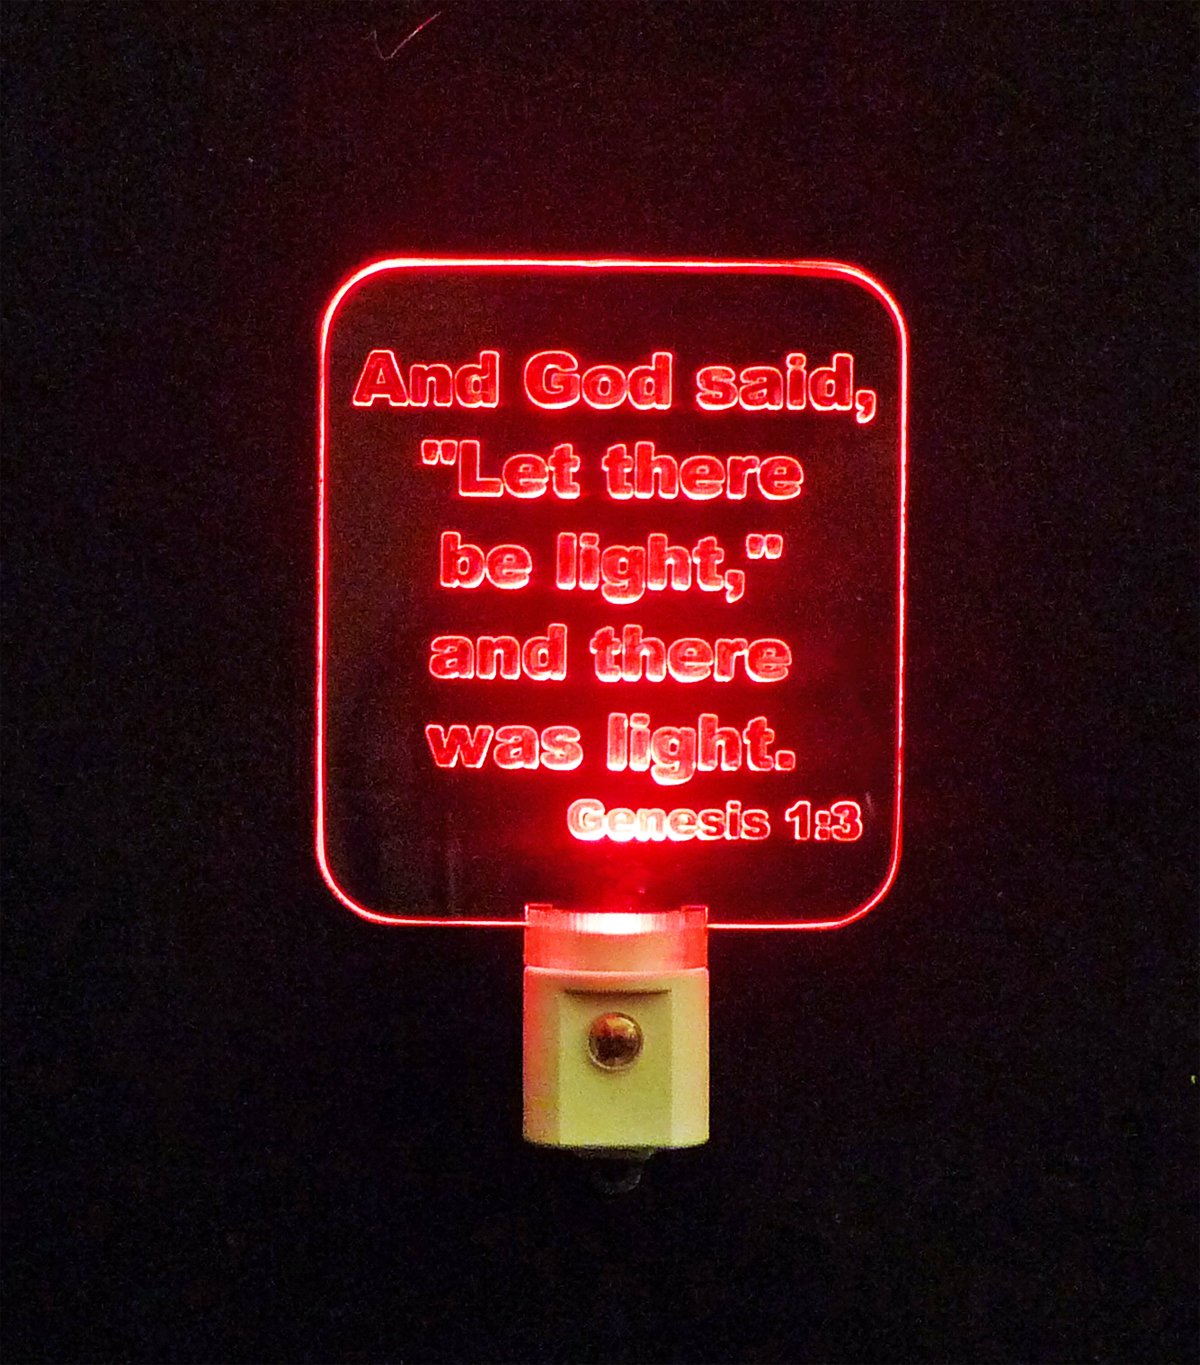 And God said,
"Let there
be light,"
and there
was light.
Genesis 1:3